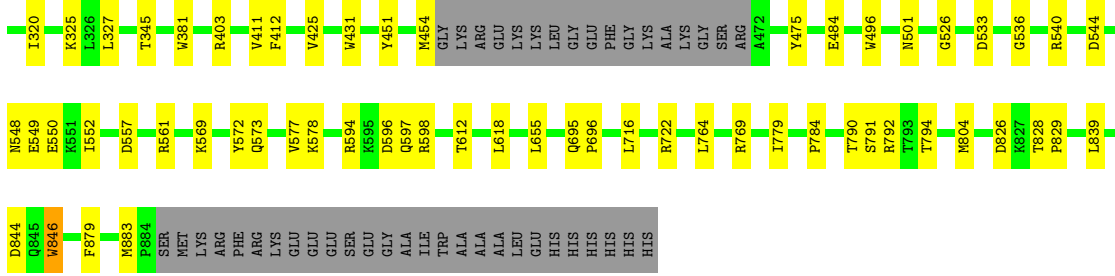 I320 K325 L326 L327 T345 W381 R403 V411 F412 V425 W431 Y451 M454 GLY LYS ARG GLU LYS LYS LEU GLY GLU PHE GLY LYS ALA LYS GLY SER ARG A472 Y475 E484 W496 N501 G526 D533 G536 R540 D544
N548 E549 E550 K551 I552 D557 R561 K569 Y572 Q573 V577 K578 R594 K595 D596 Q597 R598 T612 L618 L655 Q695 P696 L716 R722 L764 R769 I779 P784 T790 S791 R792 T793 T794 M804 D826 K827 T828 P829 L839
D844 Q845 W846 F879 M883 P884 SER MET LYS ARG PHE ARG LYS GLU GLU GLU SER GLU GLY ALA ILE TRP ALA ALA ALA LEU GLU HIS HIS HIS HIS HIS HIS